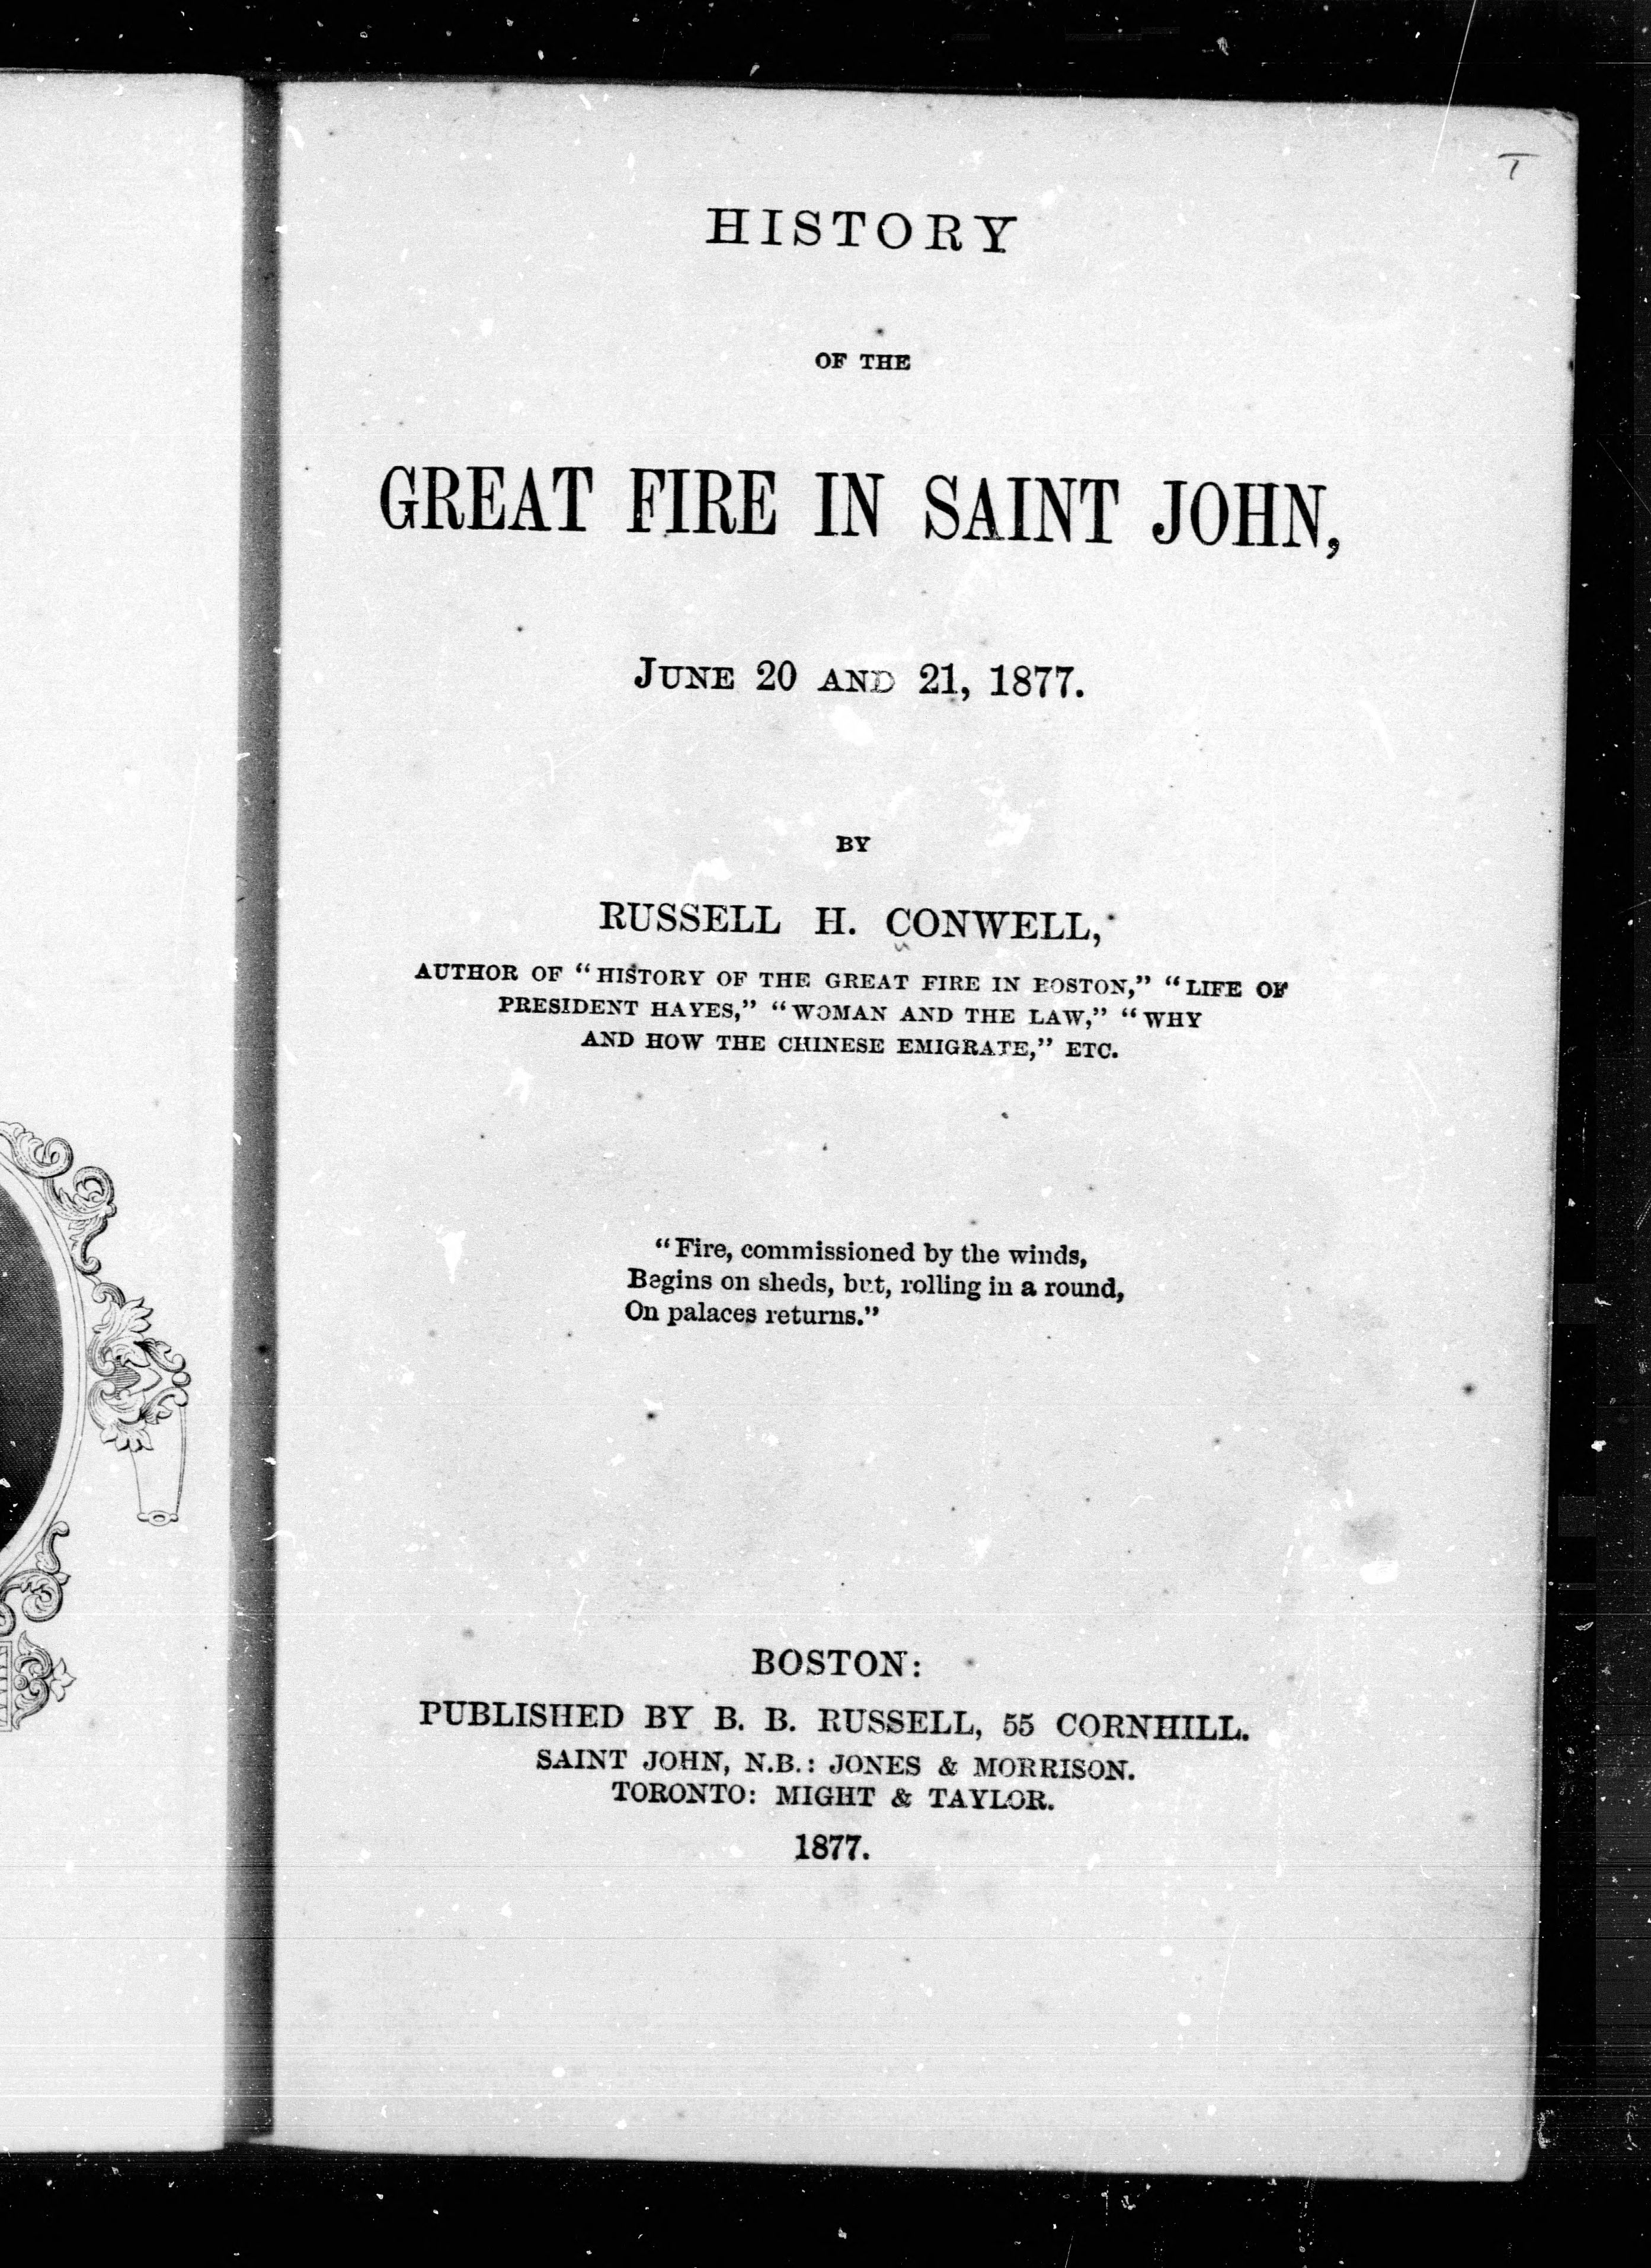 HISTORY
OF THE
GREAT FIRE IN SAINT JOHN,
JUNE 20 AND 21, 1877.
BY
RUSSELL H. CONWELL,
AUTHOR OF "HISTORY OF THE GREAT FIRE IN BOSTON," "LIFE OF
PRESIDENT HAYES," "WOMAN AND THE LAW," "WHY
AND HOW THE CHINESE EMIGRATE," ETC.
"Fire, commissioned by the winds,
Begins on sheds, but, rolling in a round,
On palaces returns."
BOSTON:
PUBLISHED BY B. B. RUSSELL, 55 CORNHILL.
SAINT JOHN, N.B.: JONES & MORRISON.
TORONTO: MIGHT & TAYLOR.
1877.